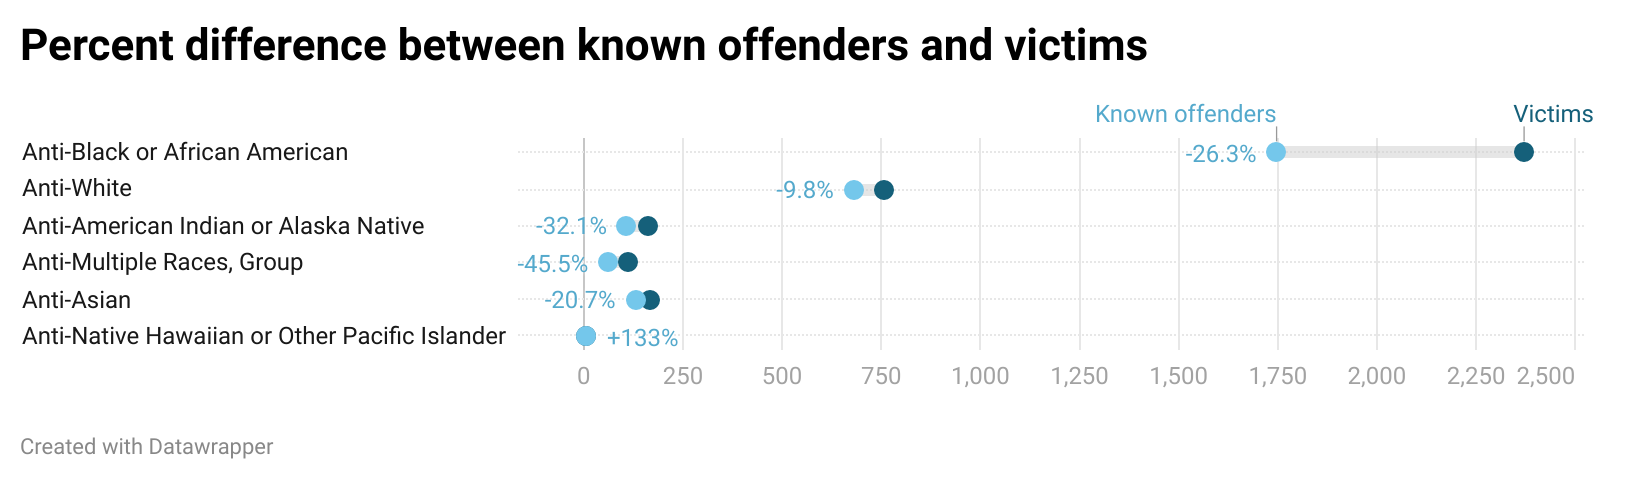 Percent difference between known offenders and victims
Known offenders Victims
Anti-Black or African American -26.3%
Anti-White -9.8%
Anti-American Indian or Alaska Native -32.1%
Anti-Multiple Races, Group -45.5%
Anti-Asian -20.7%
Anti-Native Hawaiian or Other Pacific Islander +133%
0 250 500 750 1,000 1,250 1,500 1,750 2,000 2,250 2,500
Created with Datawrapper